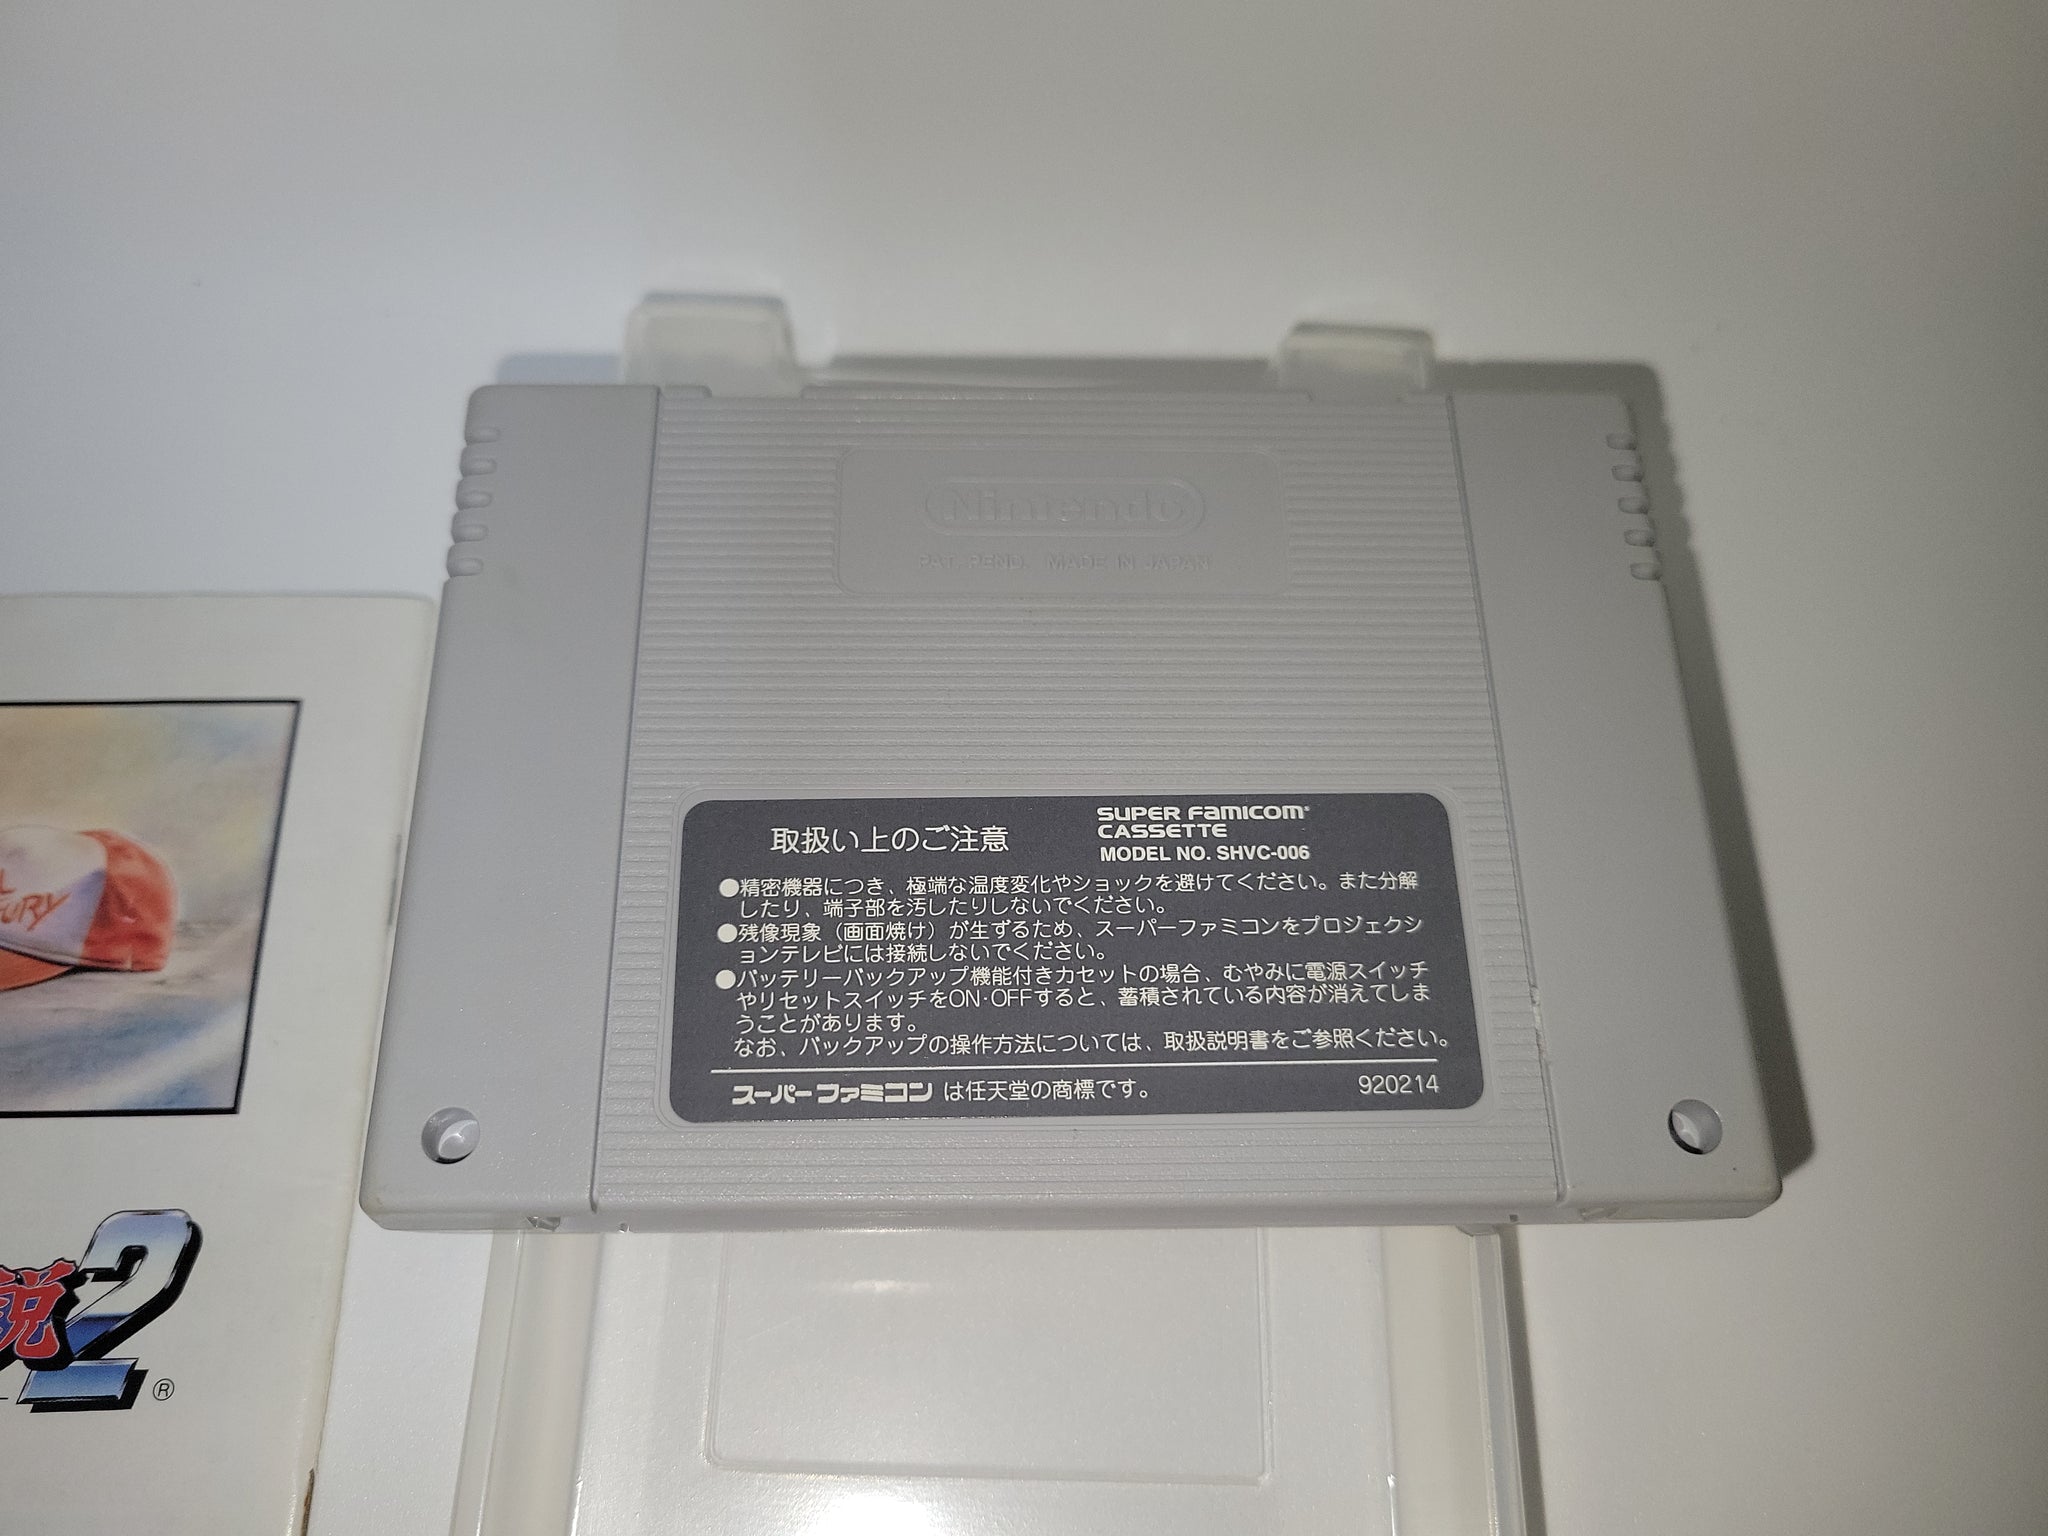 Nintendo
PAT. PEND. MADE IN JAPAN
取扱い上のご注意
SUPER FAMICOM®
CASSETTE
MODEL NO. SHVC-006
●精密機器につき、極端な温度変化やショックを避けてください。また分解
したり、端子部を汚したりしないでください。
●残像現象（画面焼け）が生ずるため、スーパーファミコンをプロジェクシ
ョンテレビには接続しないでください。
●バッテリーバックアップ機能付きカセットの場合、むやみに電源スイッチ
やリセットスイッチをON·OFFすると、蓄積されている内容が消えてしま
うことがあります。
なお、バックアップの操作方法については、取扱説明書をご参照ください。
スーパーファミコン は任天堂の商標です。
920214
L
FURY
説2
®